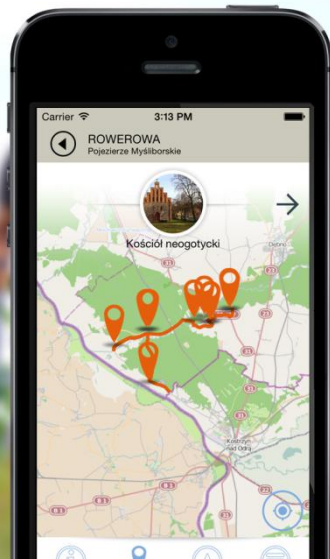 Carrier 3:13 PM
ROWEROWA
Pojezierze Myśliborskie
Kościół neogotycki
Dębno
Kostrzyn
nad Odrą